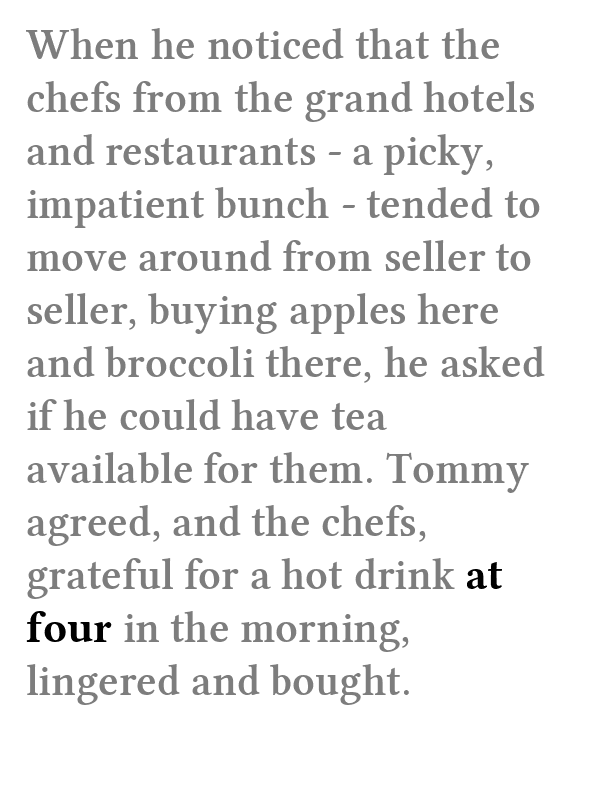 When he noticed that the
chefs from the grand hotels
and restaurants - a picky,
impatient bunch - tended to
move around from seller to
seller, buying apples here
and broccoli there, he asked
if he could have tea
available for them. Tommy
agreed, and the chefs,
grateful for a hot drink at
four in the morning,
lingered and bought.